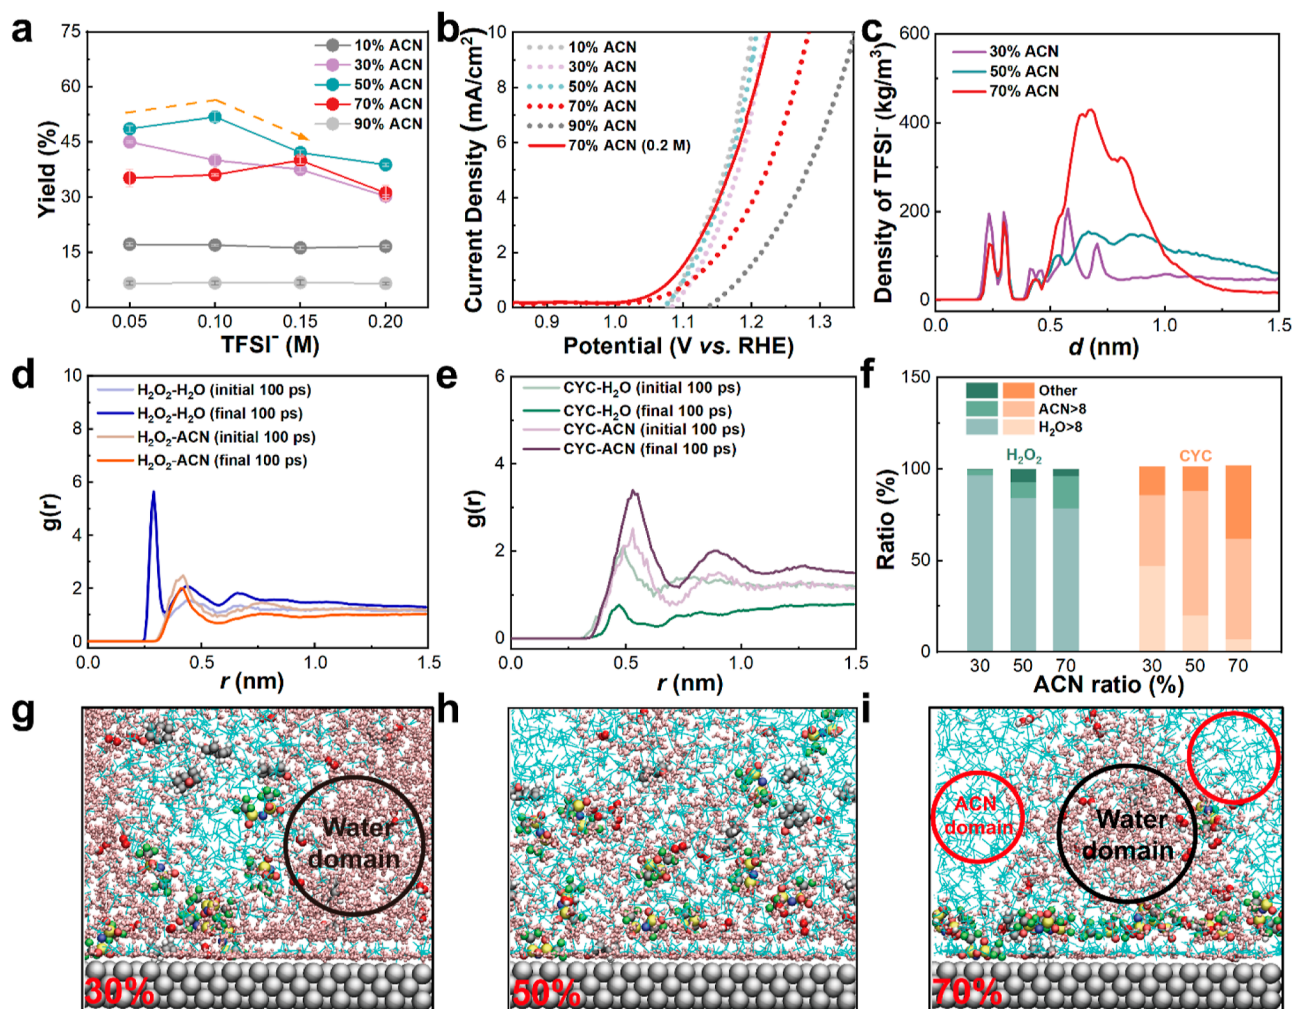 a
75
60
45
30
15
0
Yield (%)
10% ACN
30% ACN
50% ACN
70% ACN
90% ACN
0.05 0.10 0.15 0.20
TFSI⁻ (M)
b
10
8
6
4
2
0
Current Density (mA/cm²)
10% ACN
30% ACN
50% ACN
70% ACN
90% ACN
70% ACN (0.2 M)
0.9 1.0 1.1 1.2 1.3
Potential (V vs. RHE)
c
600
400
200
0
Density of TFSI⁻ (kg/m³)
30% ACN
50% ACN
70% ACN
0.0 0.5 1.0 1.5
d (nm)
d
10
8
6
4
2
0
g(r)
H₂O₂-H₂O (initial 100 ps)
H₂O₂-H₂O (final 100 ps)
H₂O₂-ACN (initial 100 ps)
H₂O₂-ACN (final 100 ps)
0.0 0.5 1.0 1.5
r (nm)
e
6
4
2
0
g(r)
CYC-H₂O (initial 100 ps)
CYC-H₂O (final 100 ps)
CYC-ACN (initial 100 ps)
CYC-ACN (final 100 ps)
0.0 0.5 1.0 1.5
r (nm)
f
150
100
50
0
Ratio (%)
Other
ACN>8
H₂O>8
H₂O₂
CYC
30 50 70 30 50 70
ACN ratio (%)
g
Water
domain
30%
h
50%
i
ACN
domain
Water
domain
70%